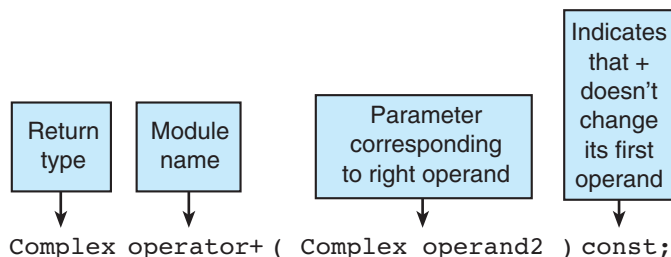 Return
type
Module
name
Parameter
corresponding
to right operand
Indicates
that +
doesn't
change
its first
operand
Complex operator+ ( Complex operand2 ) const;